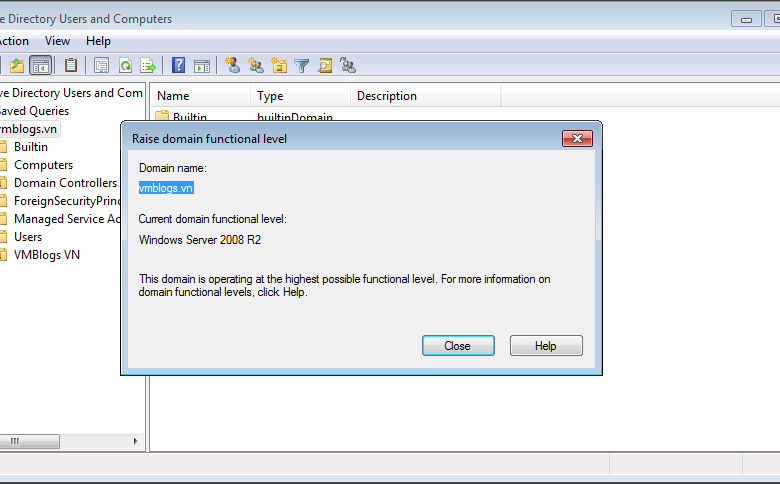 ve Directory Users and Computers
Action View Help
ve Directory Users and Com
Saved Queries
vmblogs.vn
Builtin
Computers
Domain Controllers
ForeignSecurityPrinc
Managed Service Ac
Users
VMBlogs VN
Name Type Description
Builtin builtinDomain
Raise domain functional level
Domain name:
vmblogs.vn
Current domain functional level:
Windows Server 2008 R2
This domain is operating at the highest possible functional level. For more information on
domain functional levels, click Help.
Close Help